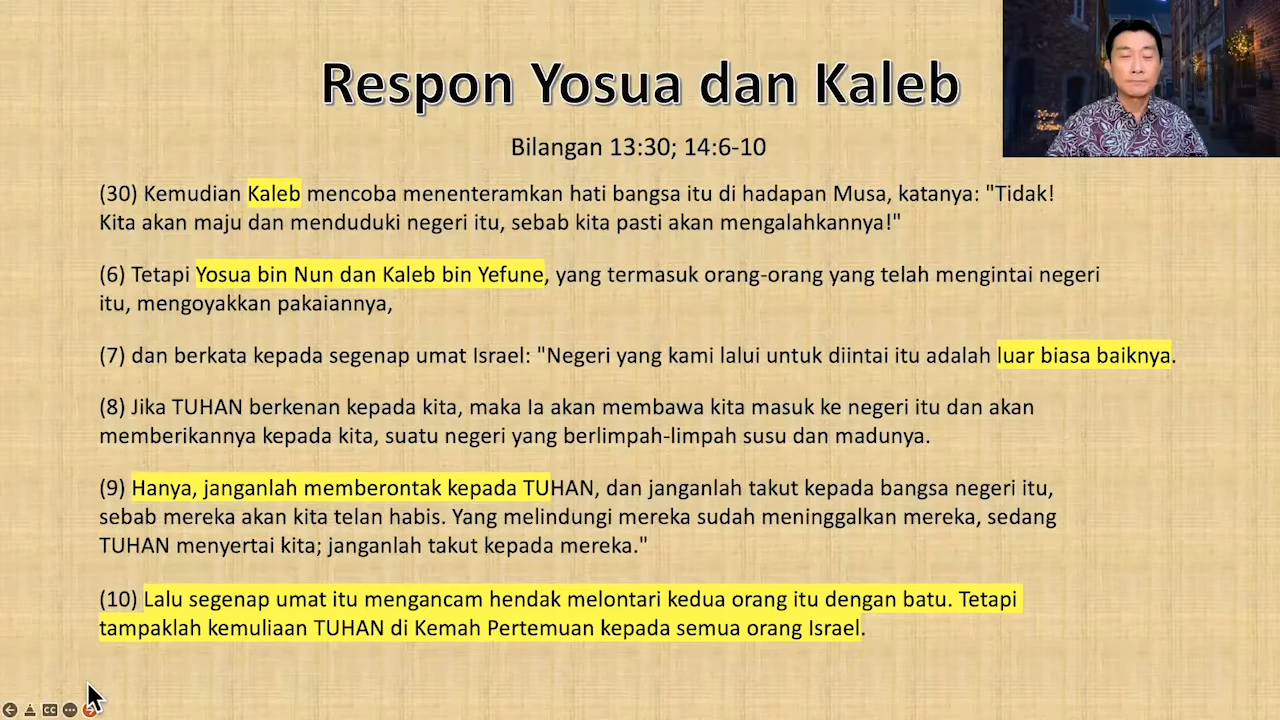 Respon Yosua dan Kaleb
Bilangan 13:30; 14:6-10
(30) Kemudian Kaleb mencoba menenteramkan hati bangsa itu di hadapan Musa, katanya: "Tidak!
Kita akan maju dan menduduki negeri itu, sebab kita pasti akan mengalahkannya!"
(6) Tetapi Yosua bin Nun dan Kaleb bin Yefune, yang termasuk orang-orang yang telah mengintai negeri
itu, mengoyakkan pakaiannya,
(7) dan berkata kepada segenap umat Israel: "Negeri yang kami lalui untuk diintai itu adalah luar biasa baiknya.
(8) Jika TUHAN berkenan kepada kita, maka Ia akan membawa kita masuk ke negeri itu dan akan
memberikannya kepada kita, suatu negeri yang berlimpah-limpah susu dan madunya.
(9) Hanya, janganlah memberontak kepada TUHAN, dan janganlah takut kepada bangsa negeri itu,
sebab mereka akan kita telan habis. Yang melindungi mereka sudah meninggalkan mereka, sedang
TUHAN menyertai kita; janganlah takut kepada mereka."
(10) Lalu segenap umat itu mengancam hendak melontari kedua orang itu dengan batu. Tetapi
tampaklah kemuliaan TUHAN di Kemah Pertemuan kepada semua orang Israel.
CC